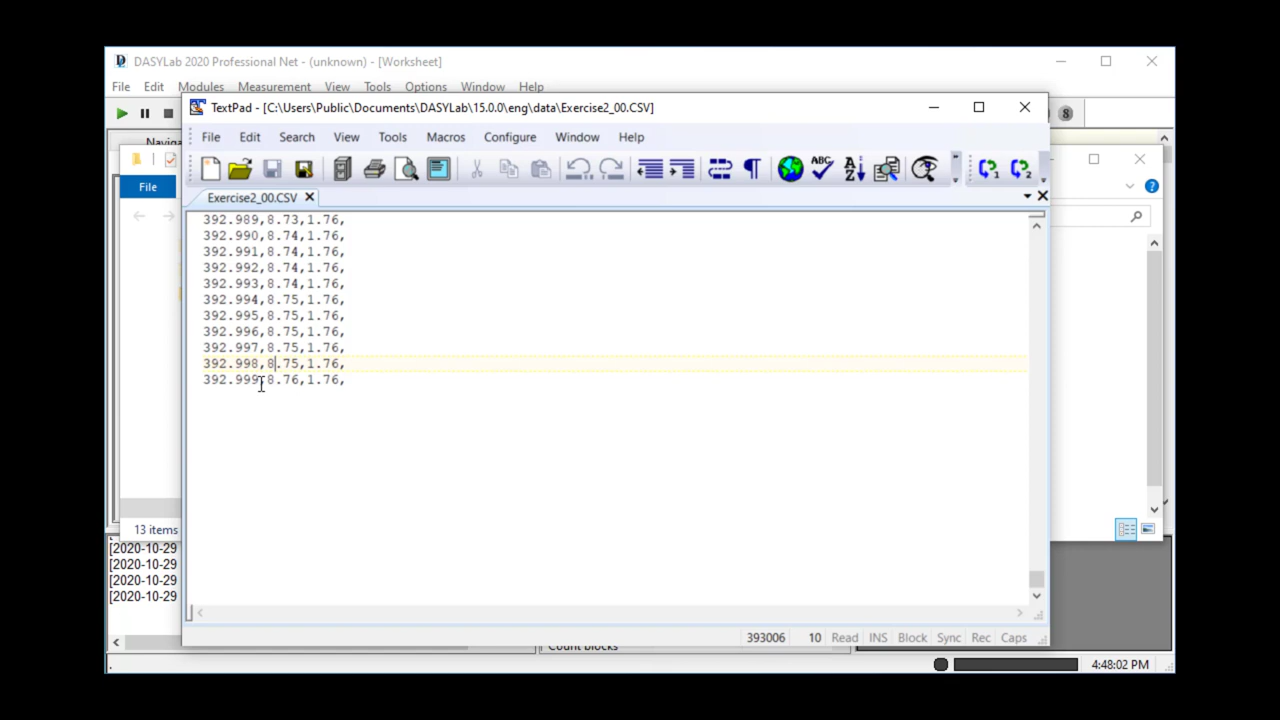 DASYLab 2020 Professional Net - (unknown) - [Worksheet]
File Edit Modules Measurement View Tools Options Window Help
TextPad - [C:\Users\Public\Documents\DASYLab\15.0.0\eng\data\Exercise2_00.CSV]
File Edit Search View Tools Macros Configure Window Help
File
Exercise2_00.CSV
392.989,8.73,1.76,
392.990,8.74,1.76,
392.991,8.74,1.76,
392.992,8.74,1.76,
392.993,8.74,1.76,
392.994,8.75,1.76,
392.995,8.75,1.76,
392.996,8.75,1.76,
392.997,8.75,1.76,
392.998,8.75,1.76,
392.999,8.76,1.76,
13 items
[2020-10-29
[2020-10-29
[2020-10-29
[2020-10-29
393006 10 Read INS Block Sync Rec Caps
Count blocks
4:48:02 PM